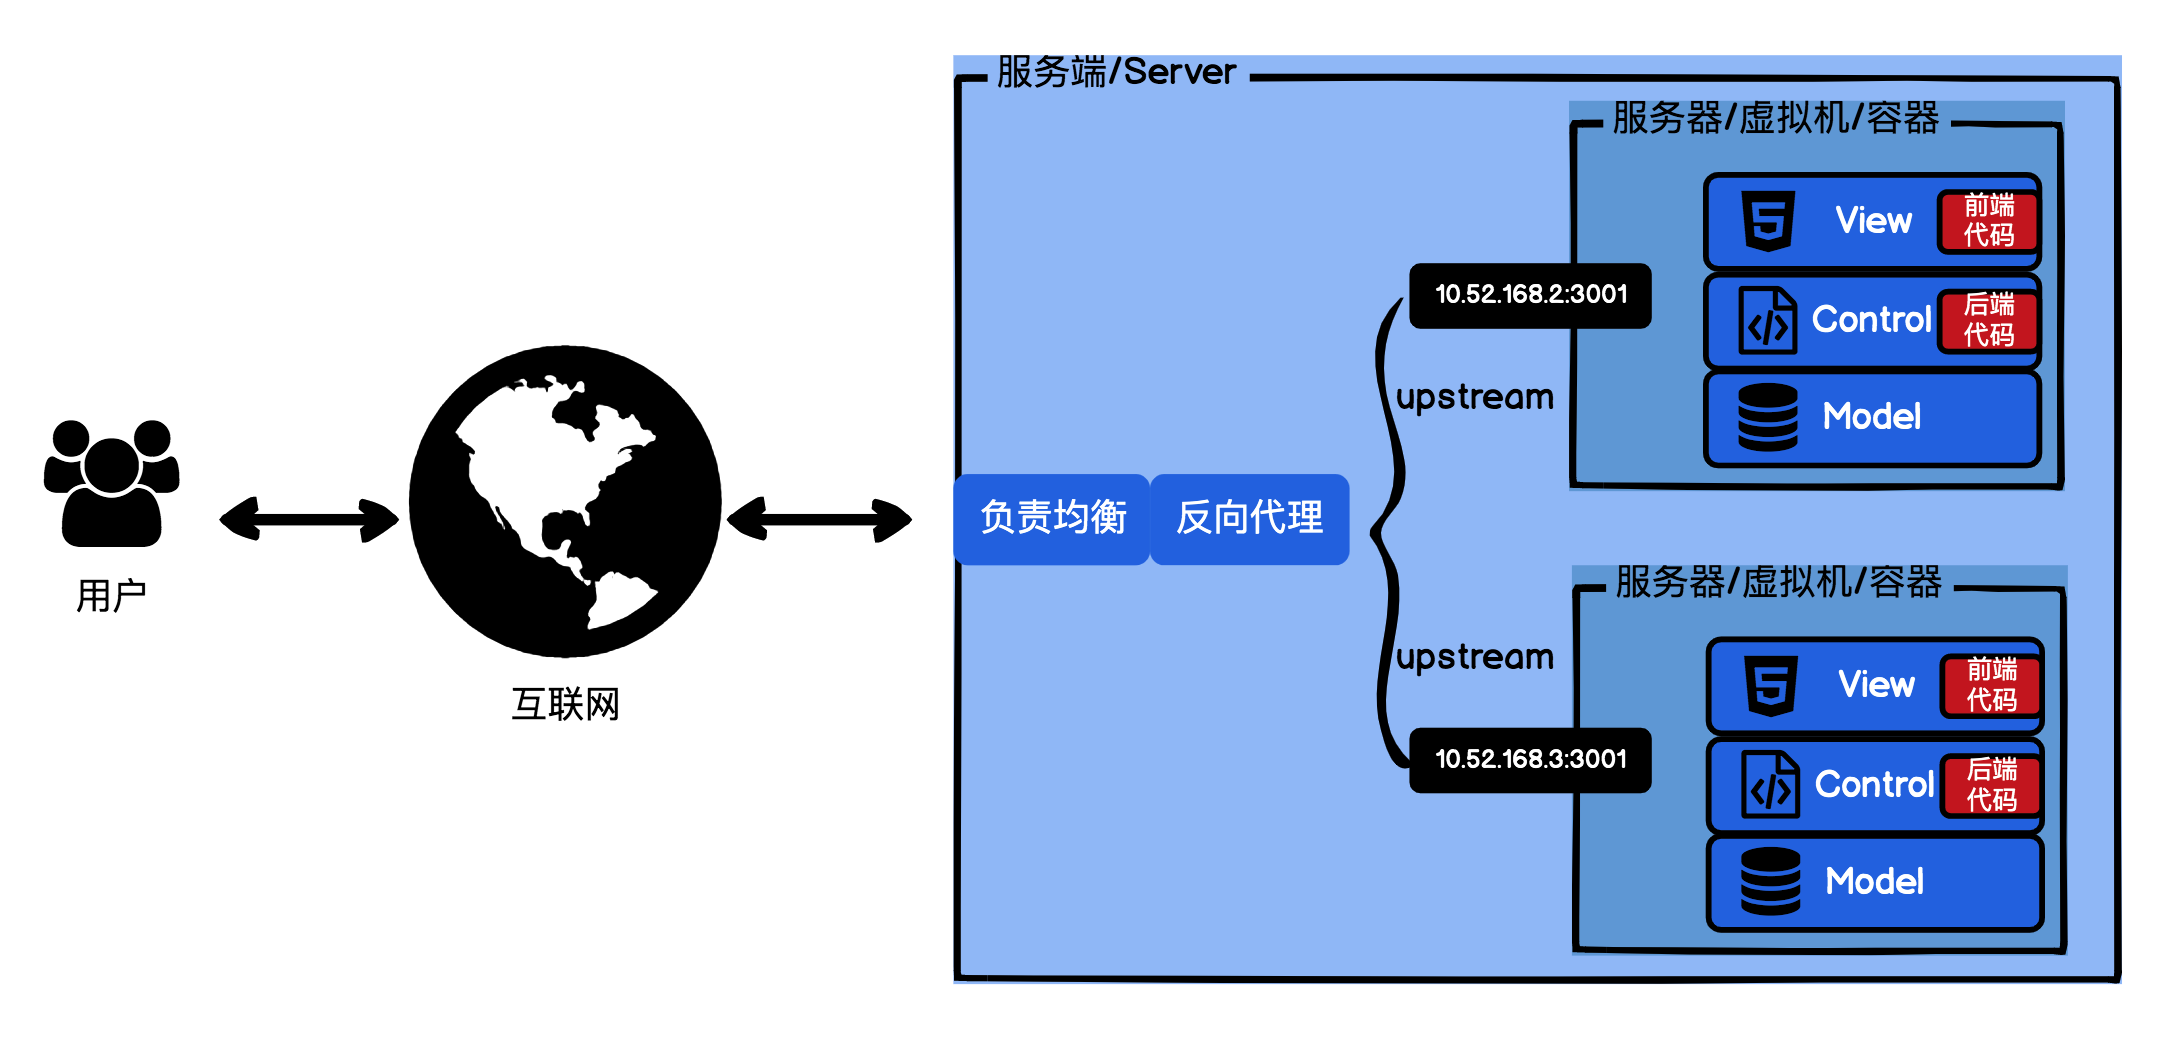 用户
互联网
服务端/Server
负责均衡
反向代理
upstream
upstream
10.52.168.2:3001
服务器/虚拟机/容器
View
前端
代码
Control
后端
代码
Model
10.52.168.3:3001
服务器/虚拟机/容器
View
前端
代码
Control
后端
代码
Model